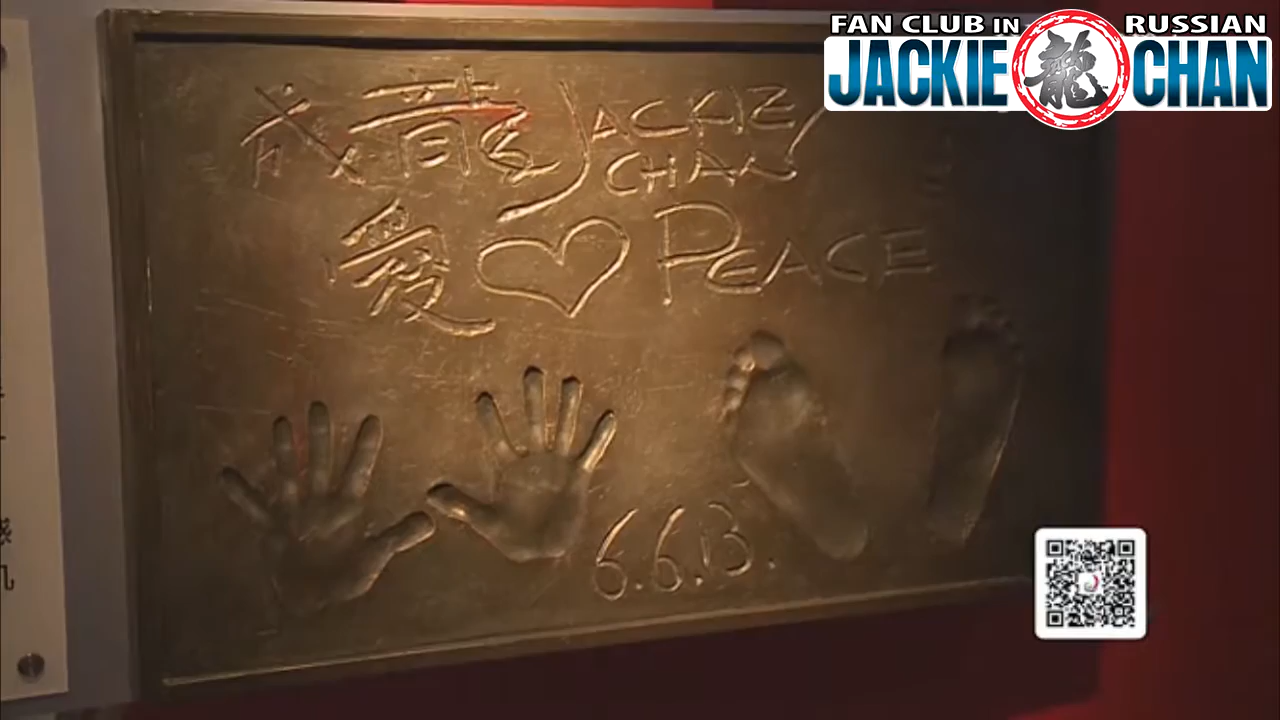 FAN CLUB IN RUSSIAN
JACKIE 龍 CHAN
成龍 JACKIE
CHAN
愛 PEACE
6.6.13.